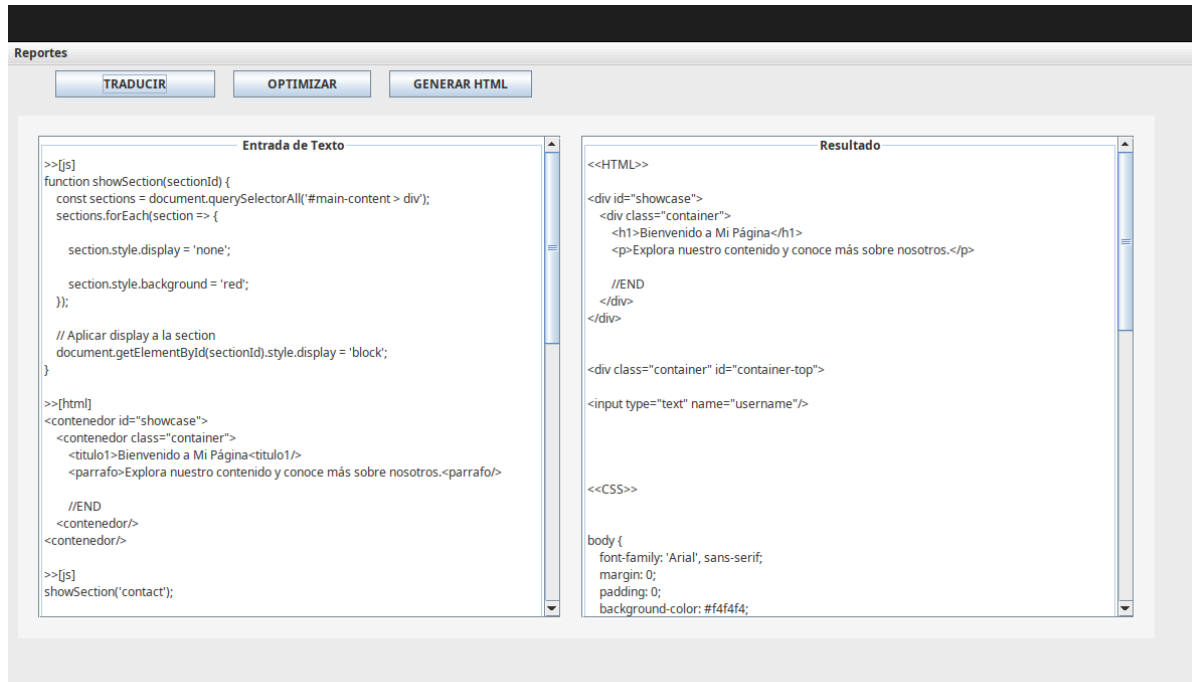 Reportes
TRADUCIR
OPTIMIZAR
GENERAR HTML
Entrada de Texto
>>[js]
function showSection(sectionId) {
const sections = document.querySelectorAll('#main-content > div');
sections.forEach(section => {
section.style.display = 'none';
section.style.background = 'red';
});
// Aplicar display a la section
document.getElementById(sectionId).style.display = 'block';
}
>>[html]
<contenedor id="showcase">
<contenedor class="container">
<titulo1>Bienvenido a Mi Página<titulo1/>
<parrafo>Explora nuestro contenido y conoce más sobre nosotros.<parrafo/>
//END
<contenedor/>
<contenedor/>
>>[js]
showSection('contact');
Resultado
<<HTML>>
<div id="showcase">
<div class="container">
<h1>Bienvenido a Mi Página</h1>
<p>Explora nuestro contenido y conoce más sobre nosotros.</p>
//END
</div>
</div>
<div class="container" id="container-top">
<input type="text" name="username"/>
<<CSS>>
body {
font-family: 'Arial', sans-serif;
margin: 0;
padding: 0;
background-color: #f4f4f4;